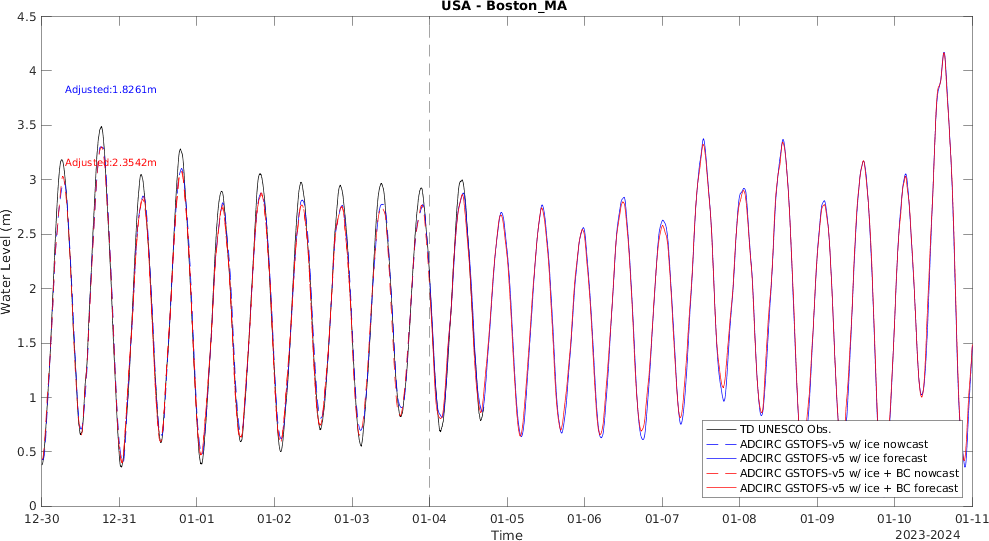 USA - Boston_MA
4.5
4
3.5
3
2.5
2
1.5
1
0.5
0
Water Level (m)
Adjusted:1.8261m
Adjusted:2.3542m
TD UNESCO Obs.
ADCIRC GSTOFS-v5 w/ ice nowcast
ADCIRC GSTOFS-v5 w/ ice forecast
ADCIRC GSTOFS-v5 w/ ice + BC nowcast
ADCIRC GSTOFS-v5 w/ ice + BC forecast
12-30 12-31 01-01 01-02 01-03 01-04 01-05 01-06 01-07 01-08 01-09 01-10 01-11
Time
2023-2024